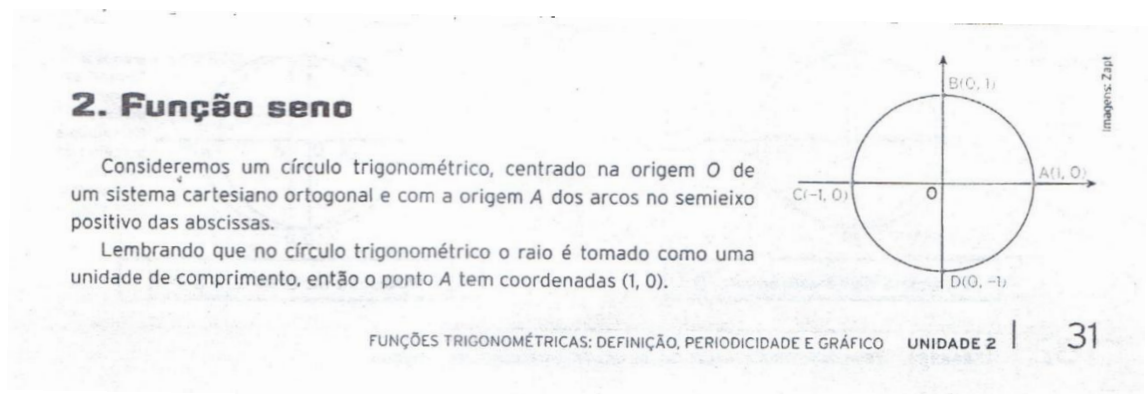 2. Função seno
Consideremos um círculo trigonométrico, centrado na origem O de
um sistema cartesiano ortogonal e com a origem A dos arcos no semieixo
positivo das abscissas.
Lembrando que no círculo trigonométrico o raio é tomado como uma
unidade de comprimento, então o ponto A tem coordenadas (1, 0).
B(0, 1)
A(1, 0)
C(-1, 0)
O
D(0, -1)
Imagens: Zapt
FUNÇÕES TRIGONOMÉTRICAS: DEFINIÇÃO, PERIODICIDADE E GRÁFICO UNIDADE 2 | 31